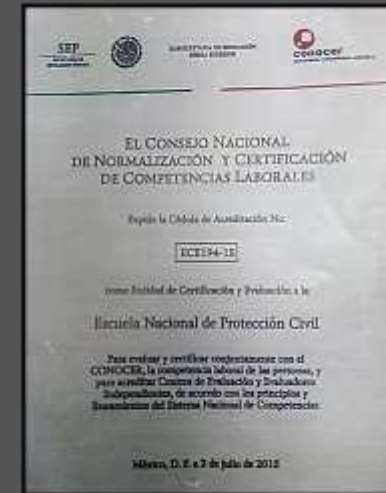 SEP
conocer
EL CONSEJO NACIONAL
DE NORMALIZACIÓN Y CERTIFICACIÓN
DE COMPETENCIAS LABORALES
Expide la Cédula de Acreditación No:
ECE194-15
como Entidad de Certificación y Evaluación a la
Escuela Nacional de Protección Civil
Para evaluar y certificar conjuntamente con el
CONOCER, la competencia laboral de las personas, y
para acreditar Centros de Evaluación y Evaluadores
Independientes, de acuerdo con los principios y
lineamientos del Sistema Nacional de Competencias
México, D. F. a 2 de julio de 2015